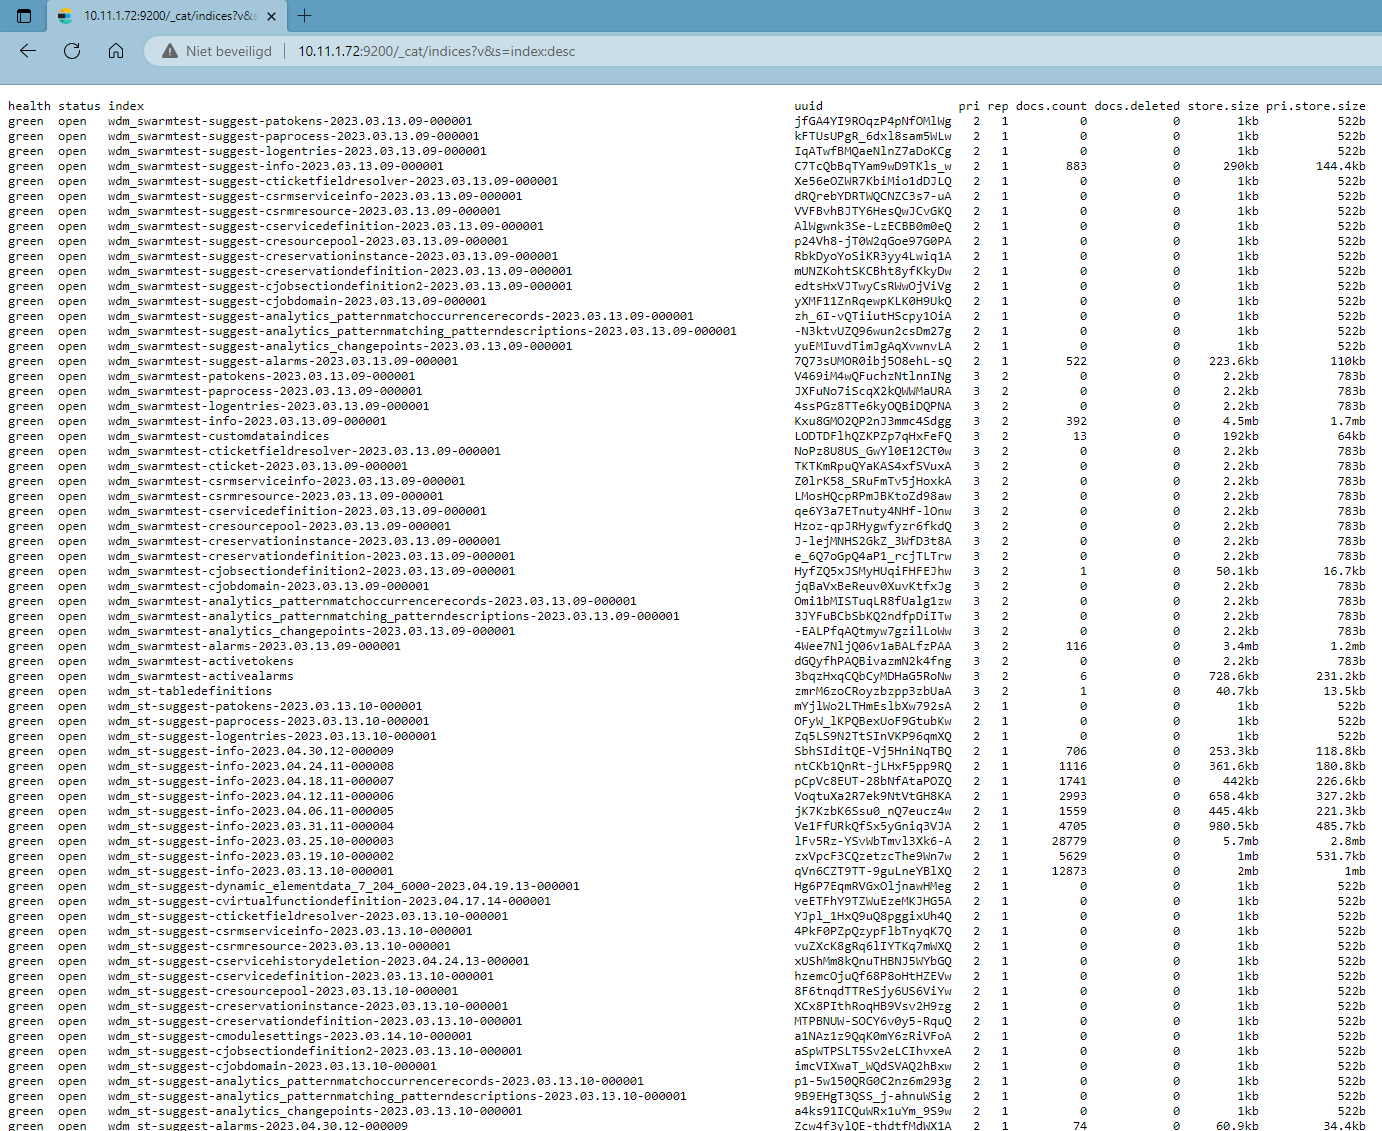 10.11.1.72:9200/_cat/indices?v&s
Niet beveiligd 10.11.1.72:9200/_cat/indices?v&s=index:desc
health status index uuid pri rep docs.count docs.deleted store.size pri.store.size
green open wdm_swarmtest-suggest-patokens-2023.03.13.09-000001 jfGA4YI9ROqzP4pNfOMlWg 2 1 0 0 1kb 522b
green open wdm_swarmtest-suggest-paprocess-2023.03.13.09-000001 kFTUsUPgR_6dxl8sam5WLw 2 1 0 0 1kb 522b
green open wdm_swarmtest-suggest-logentries-2023.03.13.09-000001 IqATwfBMQaeNlnZ7aDoKCg 2 1 0 0 1kb 522b
green open wdm_swarmtest-suggest-info-2023.03.13.09-000001 C7TcQbBqTYam9wD9TKls_w 2 1 883 0 290kb 144.4kb
green open wdm_swarmtest-suggest-cticketfieldresolver-2023.03.13.09-000001 Xe56eOZWR7KbiMio1dDJLQ 2 1 0 0 1kb 522b
green open wdm_swarmtest-suggest-csrmserviceinfo-2023.03.13.09-000001 dRQrebYDRTWQCNZC3s7-uA 2 1 0 0 1kb 522b
green open wdm_swarmtest-suggest-csrmresource-2023.03.13.09-000001 VVFBvhBJTY6HesQwJCvGKQ 2 1 0 0 1kb 522b
green open wdm_swarmtest-suggest-cservicedefinition-2023.03.13.09-000001 AlWgwnk3Se-LzECBB0m0eQ 2 1 0 0 1kb 522b
green open wdm_swarmtest-suggest-cresourcepool-2023.03.13.09-000001 p24Vh8-jT0W2qGoe97G0PA 2 1 0 0 1kb 522b
green open wdm_swarmtest-suggest-creservationinstance-2023.03.13.09-000001 RbkDyoYoSiKR3yy4Lwiq1A 2 1 0 0 1kb 522b
green open wdm_swarmtest-suggest-creservationdefinition-2023.03.13.09-000001 mUNZKohtSKCBht8yfKkyDw 2 1 0 0 1kb 522b
green open wdm_swarmtest-suggest-cjobsectiondefinition2-2023.03.13.09-000001 edtsHxVJTwyCsRWwOjViVg 2 1 0 0 1kb 522b
green open wdm_swarmtest-suggest-cjobdomain-2023.03.13.09-000001 yXMF11ZnRqewpKLK0H9UkQ 2 1 0 0 1kb 522b
green open wdm_swarmtest-suggest-analytics_patternmatchoccurrencerecords-2023.03.13.09-000001 zh_6I-vQTiiutHScpy1OiA 2 1 0 0 1kb 522b
green open wdm_swarmtest-suggest-analytics_patternmatching_patterndescriptions-2023.03.13.09-000001 -N3ktvUZQ96wun2csDm27g 2 1 0 0 1kb 522b
green open wdm_swarmtest-suggest-analytics_changepoints-2023.03.13.09-000001 yuEMIuvdTimJgAqXvwnvLA 2 1 0 0 1kb 522b
green open wdm_swarmtest-suggest-alarms-2023.03.13.09-000001 7Q73sUMOR0ibj5O8ehL-sQ 2 1 522 0 223.6kb 110kb
green open wdm_swarmtest-patokens-2023.03.13.09-000001 V469iM4wQFuchzNtlnnINg 3 2 0 0 2.2kb 783b
green open wdm_swarmtest-paprocess-2023.03.13.09-000001 JXFuNo7iScqX2kQWWMaURA 3 2 0 0 2.2kb 783b
green open wdm_swarmtest-logentries-2023.03.13.09-000001 4ssPGz8TTe6kyOQBiDQPNA 3 2 0 0 2.2kb 783b
green open wdm_swarmtest-info-2023.03.13.09-000001 Kxu8GMO2QP2nJ3mmc4Sdgg 3 2 392 0 4.5mb 1.7mb
green open wdm_swarmtest-customdataindices LODTDFlhQZKPZp7qHxFeFQ 3 2 13 0 192kb 64kb
green open wdm_swarmtest-cticketfieldresolver-2023.03.13.09-000001 NoPz8U8US_GwYl0E12CT0w 3 2 0 0 2.2kb 783b
green open wdm_swarmtest-cticket-2023.03.13.09-000001 TKTKmRpuQYaKAS4xfSVuxA 3 2 0 0 2.2kb 783b
green open wdm_swarmtest-csrmserviceinfo-2023.03.13.09-000001 Z0lrK58_SRuFmTv5jHoxkA 3 2 0 0 2.2kb 783b
green open wdm_swarmtest-csrmresource-2023.03.13.09-000001 LMosHQcpRPmJBKtoZd98aw 3 2 0 0 2.2kb 783b
green open wdm_swarmtest-cservicedefinition-2023.03.13.09-000001 qe6Y3a7ETnuty4NHf-lOnw 3 2 0 0 2.2kb 783b
green open wdm_swarmtest-cresourcepool-2023.03.13.09-000001 Hzoz-qpJRHygwfyzr6fkdQ 3 2 0 0 2.2kb 783b
green open wdm_swarmtest-creservationinstance-2023.03.13.09-000001 J-lejMNHS2GkZ_3WfD3t8A 3 2 0 0 2.2kb 783b
green open wdm_swarmtest-creservationdefinition-2023.03.13.09-000001 e_6Q7oGpQ4aP1_rcjTLTrw 3 2 0 0 2.2kb 783b
green open wdm_swarmtest-cjobsectiondefinition2-2023.03.13.09-000001 HyfZQ5xJSMyHUqiFHFEJhw 3 2 1 0 50.1kb 16.7kb
green open wdm_swarmtest-cjobdomain-2023.03.13.09-000001 jqBaVxBeReuv0XuvKtfxJg 3 2 0 0 2.2kb 783b
green open wdm_swarmtest-analytics_patternmatchoccurrencerecords-2023.03.13.09-000001 Omi1bMISTuqLR8fUalg1zw 3 2 0 0 2.2kb 783b
green open wdm_swarmtest-analytics_patternmatching_patterndescriptions-2023.03.13.09-000001 3JYFuBCbSbKQ2ndfpDiITw 3 2 0 0 2.2kb 783b
green open wdm_swarmtest-analytics_changepoints-2023.03.13.09-000001 -EALPfqAQtmyw7gzilLoWw 3 2 0 0 2.2kb 783b
green open wdm_swarmtest-alarms-2023.03.13.09-000001 4Wee7NljQ06v1aBALfzPAA 3 2 116 0 3.4mb 1.2mb
green open wdm_swarmtest-activetokens dGQyfhPAQBivazmN2k4fng 3 2 0 0 2.2kb 783b
green open wdm_swarmtest-activealarms 3bqzHxqCQbCyMDHaG5RoNw 3 2 6 0 728.6kb 231.2kb
green open wdm_st-tabledefinitions zmrM6zoCRoyzbzpp3zbUaA 3 2 1 0 40.7kb 13.5kb
green open wdm_st-suggest-patokens-2023.03.13.10-000001 mYjlWo2LTHmEslbXw792sA 2 1 0 0 1kb 522b
green open wdm_st-suggest-paprocess-2023.03.13.10-000001 OFyW_lKPQBexUoF9GtubKw 2 1 0 0 1kb 522b
green open wdm_st-suggest-logentries-2023.03.13.10-000001 Zq5LS9N2TtSInVKP96qmXQ 2 1 0 0 1kb 522b
green open wdm_st-suggest-info-2023.04.30.12-000009 SbhSIditQE-Vj5HniNqTBQ 2 1 706 0 253.3kb 118.8kb
green open wdm_st-suggest-info-2023.04.24.11-000008 ntCKb1QnRt-jLHxF5pp9RQ 2 1 1116 0 361.6kb 180.8kb
green open wdm_st-suggest-info-2023.04.18.11-000007 pCpVc8EUT-28bNfAtaPOZQ 2 1 1741 0 442kb 226.6kb
green open wdm_st-suggest-info-2023.04.12.11-000006 VoqtuXa2R7ek9NtVtGH8KA 2 1 2993 0 658.4kb 327.2kb
green open wdm_st-suggest-info-2023.04.06.11-000005 jK7KzbK6Ssu0_nQ7eucz4w 2 1 1559 0 445.4kb 221.3kb
green open wdm_st-suggest-info-2023.03.31.11-000004 Ve1FfURkQfSx5yGniq3VJA 2 1 4705 0 980.5kb 485.7kb
green open wdm_st-suggest-info-2023.03.25.10-000003 lFv5Rz-YSvWbTmvl3Xk6-A 2 1 28779 0 5.7mb 2.8mb
green open wdm_st-suggest-info-2023.03.19.10-000002 zxVpcF3CQzetzcThe9Wn7w 2 1 5629 0 1mb 531.7kb
green open wdm_st-suggest-info-2023.03.13.10-000001 qVn6CZT9TT-9guLneYBlXQ 2 1 12873 0 2mb 1mb
green open wdm_st-suggest-dynamic_elementdata_7_204_6000-2023.04.19.13-000001 Hg6P7EqmRVGxOljnawHMeg 2 1 0 0 1kb 522b
green open wdm_st-suggest-cvirtualfunctiondefinition-2023.04.17.14-000001 veETFhY9TZWuEzeMKJHG5A 2 1 0 0 1kb 522b
green open wdm_st-suggest-cticketfieldresolver-2023.03.13.10-000001 YJpl_1HxQ9uQ8pggixUh4Q 2 1 0 0 1kb 522b
green open wdm_st-suggest-csrmserviceinfo-2023.03.13.10-000001 4PkF0PZpQzypFlbTnyqK7Q 2 1 0 0 1kb 522b
green open wdm_st-suggest-csrmresource-2023.03.13.10-000001 vuZXcK8gRq6lIYTKq7mWXQ 2 1 0 0 1kb 522b
green open wdm_st-suggest-cservicehistorydeletion-2023.04.24.13-000001 xUShMm8kQnuTHBNJ5WYbGQ 2 1 0 0 1kb 522b
green open wdm_st-suggest-cservicedefinition-2023.03.13.10-000001 hzemcOjuQf68P8oHtHZEVw 2 1 0 0 1kb 522b
green open wdm_st-suggest-cresourcepool-2023.03.13.10-000001 8F6tnqdTTReSjy6US6ViYw 2 1 0 0 1kb 522b
green open wdm_st-suggest-creservationinstance-2023.03.13.10-000001 XCx8PIthRoqHB9Vsv2H9zg 2 1 0 0 1kb 522b
green open wdm_st-suggest-creservationdefinition-2023.03.13.10-000001 MTPBNUW-SOCY6v0y5-RquQ 2 1 0 0 1kb 522b
green open wdm_st-suggest-cmodulesettings-2023.03.14.10-000001 a1NAz1z9QqK0mY6zRiVFoA 2 1 0 0 1kb 522b
green open wdm_st-suggest-cjobsectiondefinition2-2023.03.13.10-000001 aSpWTPSLT5Sv2eLCIhvxeA 2 1 0 0 1kb 522b
green open wdm_st-suggest-cjobdomain-2023.03.13.10-000001 imcVIXwaT_WQdSVAQ2hBxw 2 1 0 0 1kb 522b
green open wdm_st-suggest-analytics_patternmatchoccurrencerecords-2023.03.13.10-000001 p1-5w150QRG0C2nz6m293g 2 1 0 0 1kb 522b
green open wdm_st-suggest-analytics_patternmatching_patterndescriptions-2023.03.13.10-000001 9B9EHgT3QSS_j-ahnuWSig 2 1 0 0 1kb 522b
green open wdm_st-suggest-analytics_changepoints-2023.03.13.10-000001 a4ks91ICQuWRx1uYm_9S9w 2 1 0 0 1kb 522b
green open wdm_st-suggest-alarms-2023.04.30.12-000009 Zcw4f3ylQE-thdtfMdWX1A 2 1 74 0 60.9kb 34.4kb